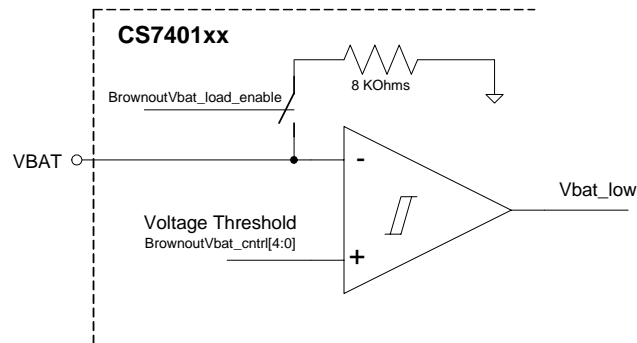 CS7401xx
8 KOhms
BrownoutVbat_load_enable
VBAT
-
Vbat_low
Voltage Threshold
BrownoutVbat_cntrl[4:0]
+